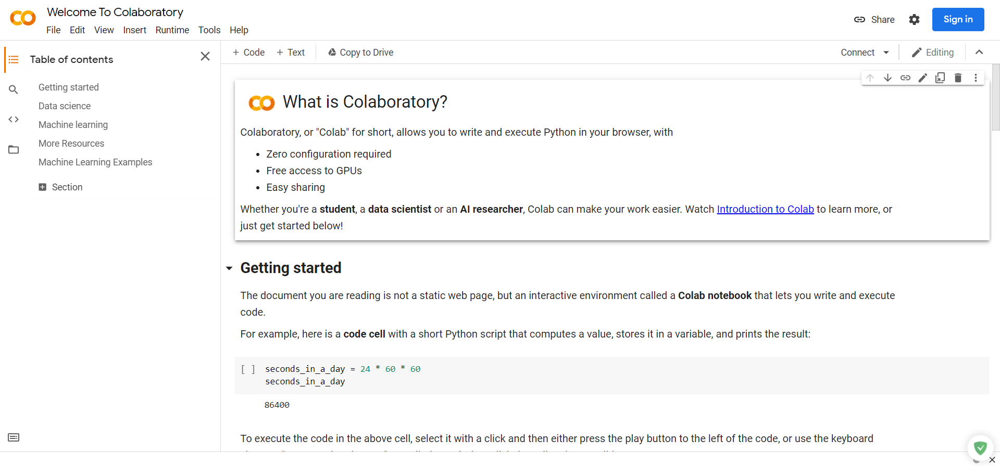 Welcome To Colaboratory
File Edit View Insert Runtime Tools Help
Share
Sign in
Table of contents
Getting started
Data science
Machine learning
More Resources
Machine Learning Examples
Section
+ Code + Text Copy to Drive
Connect
Editing
What is Colaboratory?
Colaboratory, or "Colab" for short, allows you to write and execute Python in your browser, with
• Zero configuration required
• Free access to GPUs
• Easy sharing
Whether you're a student, a data scientist or an AI researcher, Colab can make your work easier. Watch Introduction to Colab to learn more, or
just get started below!
Getting started
The document you are reading is not a static web page, but an interactive environment called a Colab notebook that lets you write and execute
code.
For example, here is a code cell with a short Python script that computes a value, stores it in a variable, and prints the result:
[ ] seconds_in_a_day = 24 * 60 * 60
seconds_in_a_day
86400
To execute the code in the above cell, select it with a click and then either press the play button to the left of the code, or use the keyboard